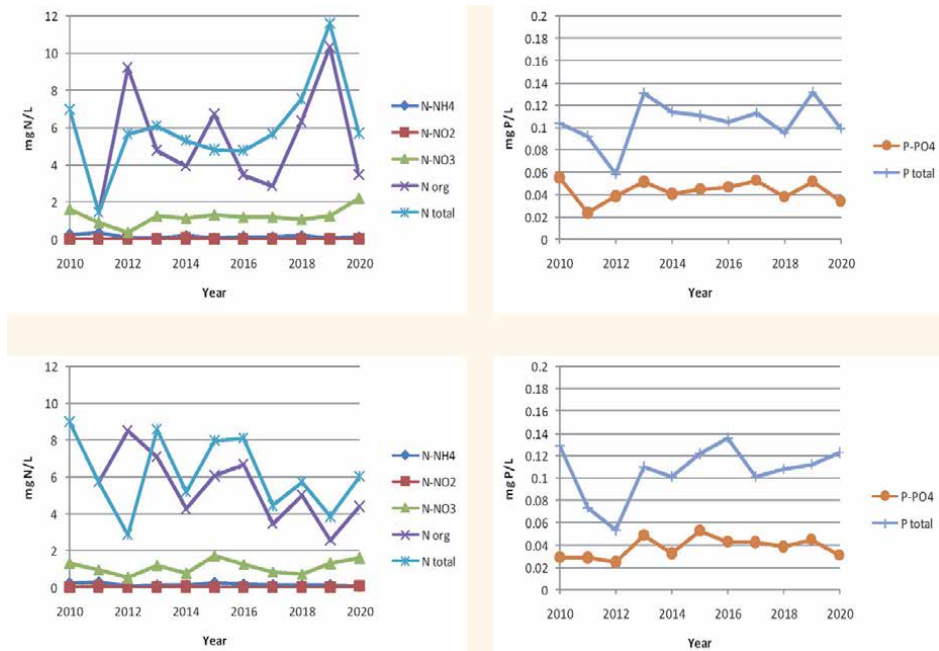 12
10
8
6
4
2
0
mg N/L
2010 2012 2014 2016 2018 2020
Year
N-NH4
N-NO2
N-NO3
N org
N total
0.2
0.18
0.16
0.14
0.12
0.1
0.08
0.06
0.04
0.02
0
mg P/L
2010 2012 2014 2016 2018 2020
Year
P-PO4
P total
12
10
8
6
4
2
0
mg N/L
2010 2012 2014 2016 2018 2020
Year
N-NH4
N-NO2
N-NO3
N org
N total
0.2
0.18
0.16
0.14
0.12
0.1
0.08
0.06
0.04
0.02
0
mg P/L
2010 2012 2014 2016 2018 2020
Year
P-PO4
P total